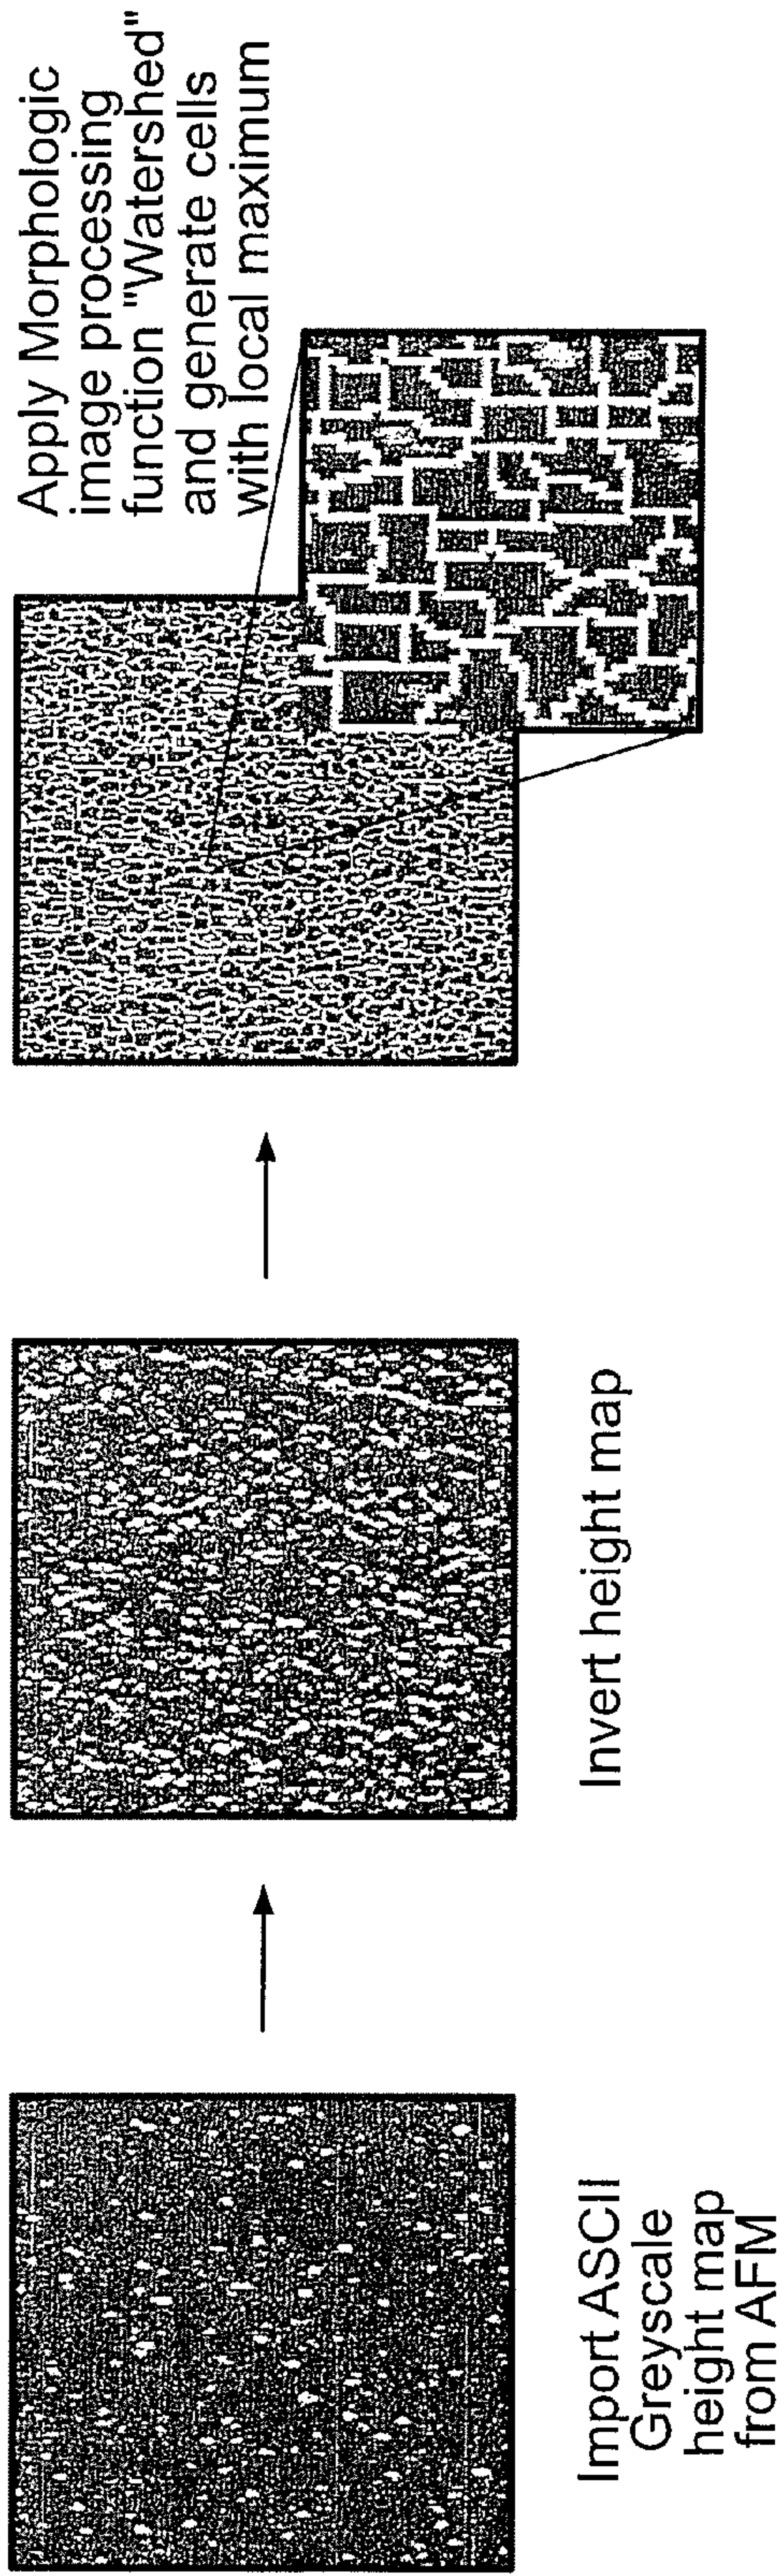 Import ASCII
Greyscale
height map
from AFM
Invert height map
Apply Morphologic
image processing
function "Watershed"
and generate cells
with local maximum